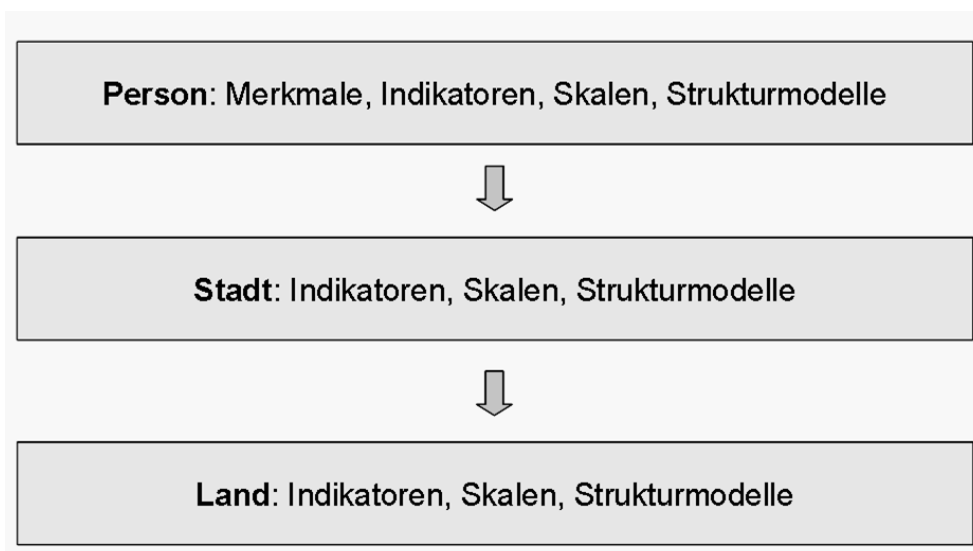 Person: Merkmale, Indikatoren, Skalen, Strukturmodelle
Stadt: Indikatoren, Skalen, Strukturmodelle
Land: Indikatoren, Skalen, Strukturmodelle